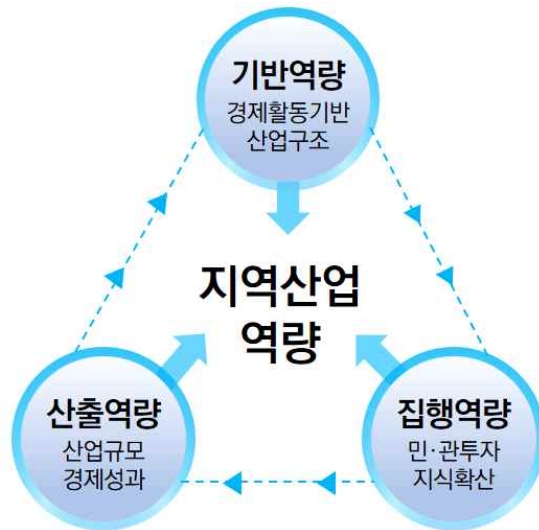 기반역량
경제활동기반
산업구조
지역산업
역량
산출역량
산업규모
경제성과
집행역량
민·관투자
지식확산